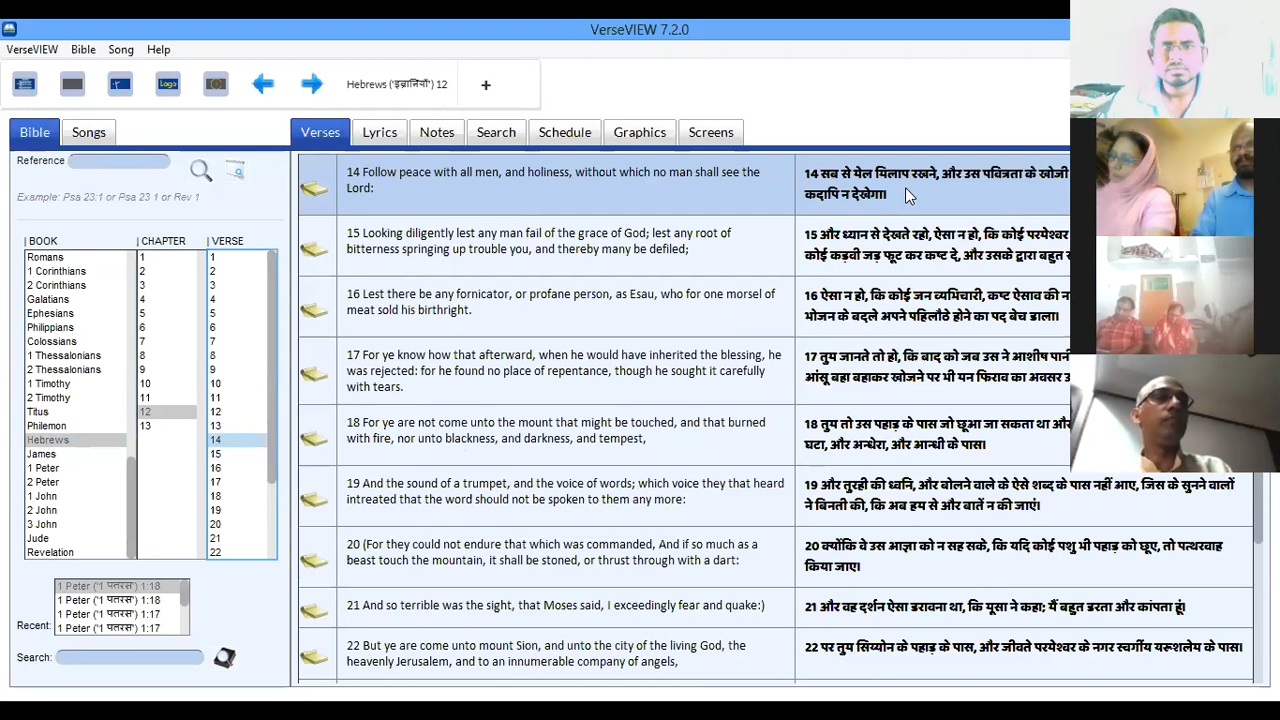 VerseVIEW 7.2.0
VerseVIEW Bible Song Help
Logo
Hebrews ('इब्रानियों') 12 +
Bible Songs
Verses Lyrics Notes Search Schedule Graphics Screens
Reference
Example: Psa 23:1 or Psa 23 1 or Rev 1
BOOK CHAPTER VERSE
Romans 1 1
1 Corinthians 2 2
2 Corinthians 3 3
Galatians 4 4
Ephesians 5 5
Philippians 6 6
Colossians 7 7
1 Thessalonians 8 8
2 Thessalonians 9 9
1 Timothy 10 10
2 Timothy 11 11
Titus 12 12
Philemon 13 13
Hebrews 14
James 15
1 Peter 16
2 Peter 17
1 John 18
2 John 19
3 John 20
Jude 21
Revelation 22
1 Peter ('1 पतरस') 1:18
1 Peter ('1 पतरस') 1:18
1 Peter ('1 पतरस') 1:17
Recent: 1 Peter ('1 पतरस') 1:17
Search:
14 Follow peace with all men, and holiness, without which no man shall see the
Lord:
14 सब से मेल मिलाप रखने, और उस पवित्रता के खोजी
कदापि न देखेगा।
15 Looking diligently lest any man fail of the grace of God; lest any root of
bitterness springing up trouble you, and thereby many be defiled;
15 और ध्यान से देखते रहो, ऐसा न हो, कि कोई परमेश्वर
कोई कड़वी जड़ फूट कर कष्ट दे, और उसके द्वारा बहुत
16 Lest there be any fornicator, or profane person, as Esau, who for one morsel of
meat sold his birthright.
16 ऐसा न हो, कि कोई जन व्यभिचारी, कष्ट ऐसाव की
भोजन के बदले अपने पहिलौठे होने का पद बेच डाला।
17 For ye know how that afterward, when he would have inherited the blessing, he
was rejected: for he found no place of repentance, though he sought it carefully
with tears.
17 तुम जानते तो हो, कि बाद को जब उस ने आशीष पानी
आंसू बहा बहाकर खोजने पर भी मन फिराव का अवसर
18 For ye are not come unto the mount that might be touched, and that burned
with fire, nor unto blackness, and darkness, and tempest,
18 तुम तो उस पहाड़ के पास जो छूआ जा सकता था और
घटा, और अन्धेरा, और आन्धी के पास।
19 And the sound of a trumpet, and the voice of words; which voice they that heard
intreated that the word should not be spoken to them any more:
19 और तुरही की ध्वनि, और बोलने वाले के ऐसे शब्द के पास नहीं आए, जिस के सुनने वालों
ने बिनती की, कि अब हम से और बातें न की जाएं।
20 (For they could not endure that which was commanded, And if so much as a
beast touch the mountain, it shall be stoned, or thrust through with a dart:
20 क्योंकि वे उस आज्ञा को न सह सके, कि यदि कोई पशु भी पहाड़ को छूए, तो पत्थरवाह
किया जाए।
21 And so terrible was the sight, that Moses said, I exceedingly fear and quake:)
21 और वह दर्शन ऐसा डरावना था, कि मूसा ने कहा; मैं बहुत डरता और कांपता हूं।
22 But ye are come unto mount Sion, and unto the city of the living God, the
heavenly Jerusalem, and to an innumerable company of angels,
22 पर तुम सिय्योन के पहाड़ के पास, और जीवते परमेश्वर के नगर स्वर्गीय यरूशलेम के पास।